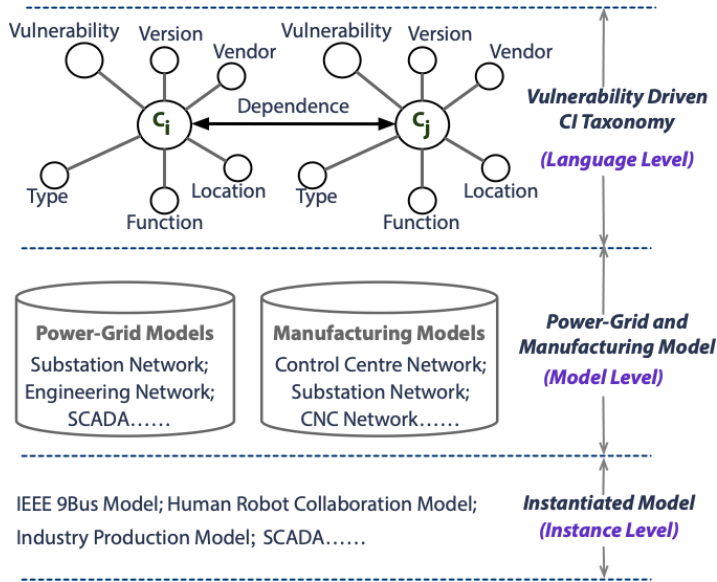 Vulnerability
Version
Vendor
Vulnerability
Version
Vendor
Ci
Dependence
Cj
Type
Function
Location
Type
Function
Location
Vulnerability Driven
CI Taxonomy
(Language Level)
Power-Grid Models
Substation Network;
Engineering Network;
SCADA......
Manufacturing Models
Control Centre Network;
Substation Network;
CNC Network......
Power-Grid and
Manufacturing Model
(Model Level)
IEEE 9Bus Model; Human Robot Collaboration Model;
Industry Production Model; SCADA......
Instantiated Model
(Instance Level)